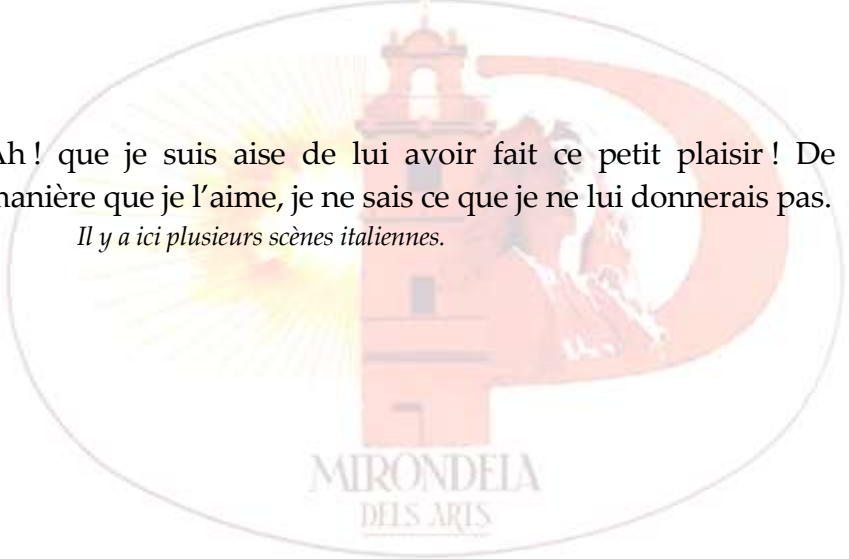 Ah ! que je suis aise de lui avoir fait ce petit plaisir ! De
manière que je l’aime, je ne sais ce que je ne lui donnerais pas.
Il y a ici plusieurs scènes italiennes.
MIRONDELA
DELS ARTS